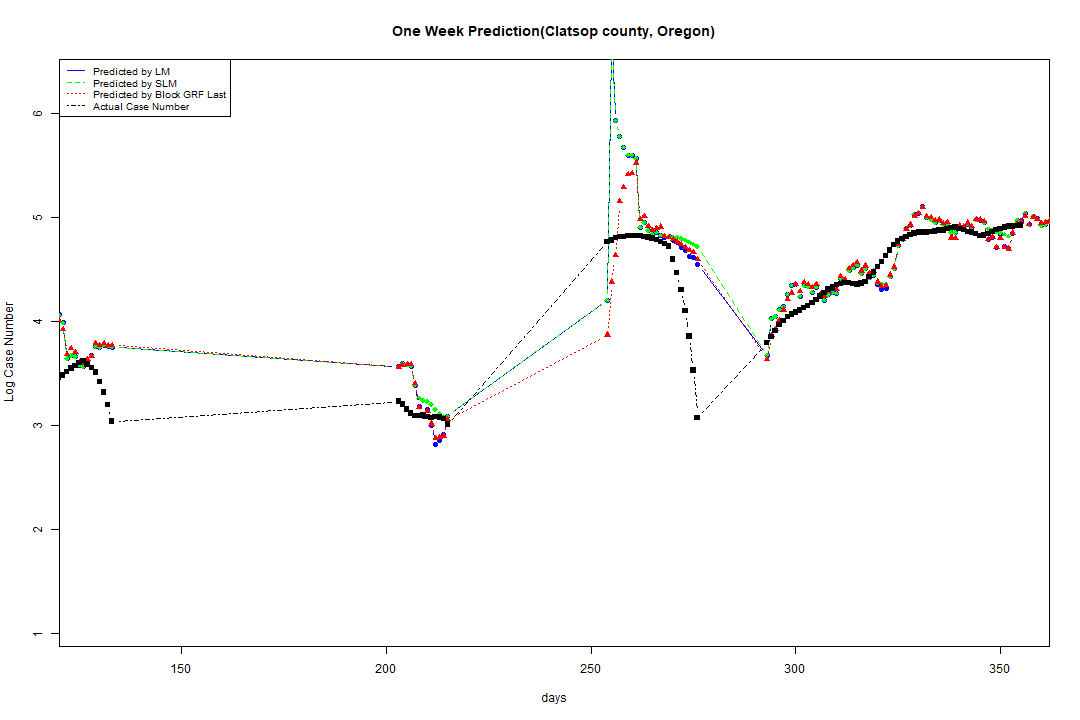 One Week Prediction(Clatsop county, Oregon)
Predicted by LM
Predicted by SLM
Predicted by Block GRF Last
Actual Case Number
Log Case Number
6
5
4
3
2
1
150 200 250 300 350
days